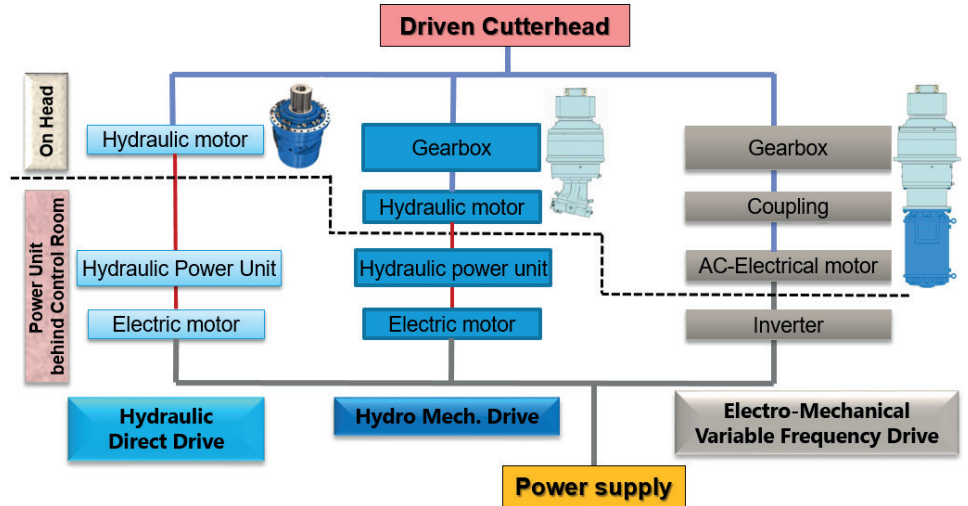 Driven Cutterhead
On Head
Hydraulic motor
Gearbox
Gearbox
Hydraulic motor
Coupling
Power Unit
behind Control Room
Hydraulic Power Unit
Hydraulic power unit
AC-Electrical motor
Electric motor
Electric motor
Inverter
Hydraulic
Direct Drive
Hydro Mech. Drive
Electro-Mechanical
Variable Frequency Drive
Power supply